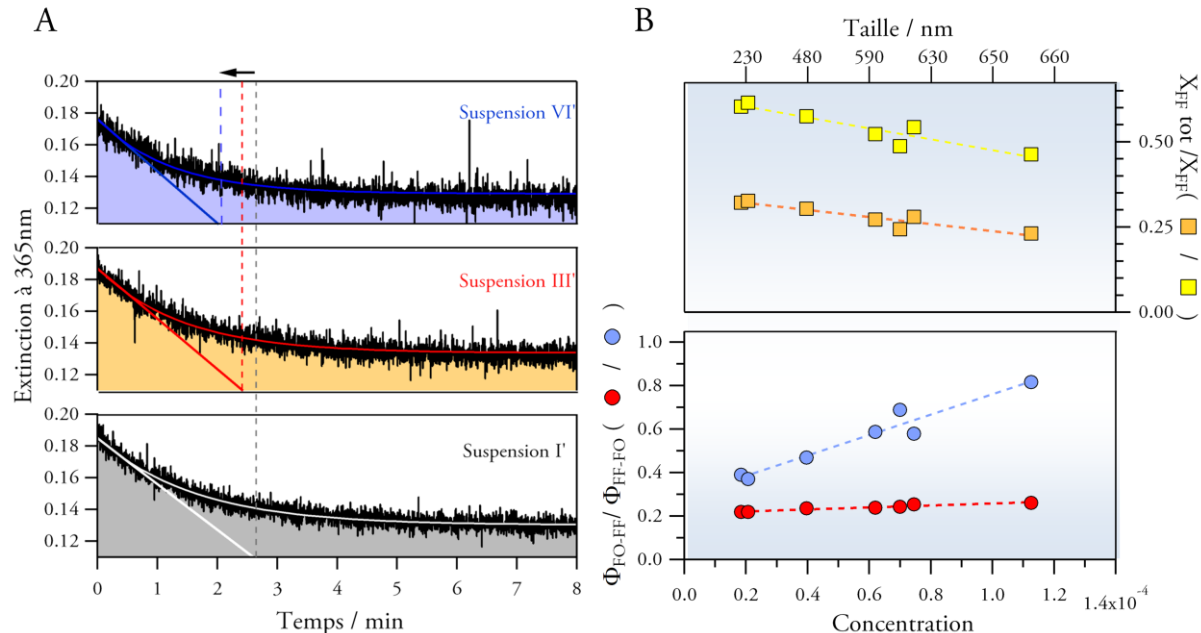 A
0.20
0.18
0.16
0.14
0.12
Suspension VI'
0.20
0.18
0.16
0.14
0.12
Suspension III'
0.20
0.18
0.16
0.14
0.12
Suspension I'
Extinction à 365nm
0 1 2 3 4 5 6 7 8
Temps / min
B
Taille / nm
230 480 590 630 650 660
0.50
0.25
0.00
X_FF tot /X_FF ( / )
1.0
0.8
0.6
0.4
0.2
0.0
Φ_FO-FF / Φ_FF-FO ( / )
0.0 0.2 0.4 0.6 0.8 1.0 1.2 1.4x10⁻⁴
Concentration